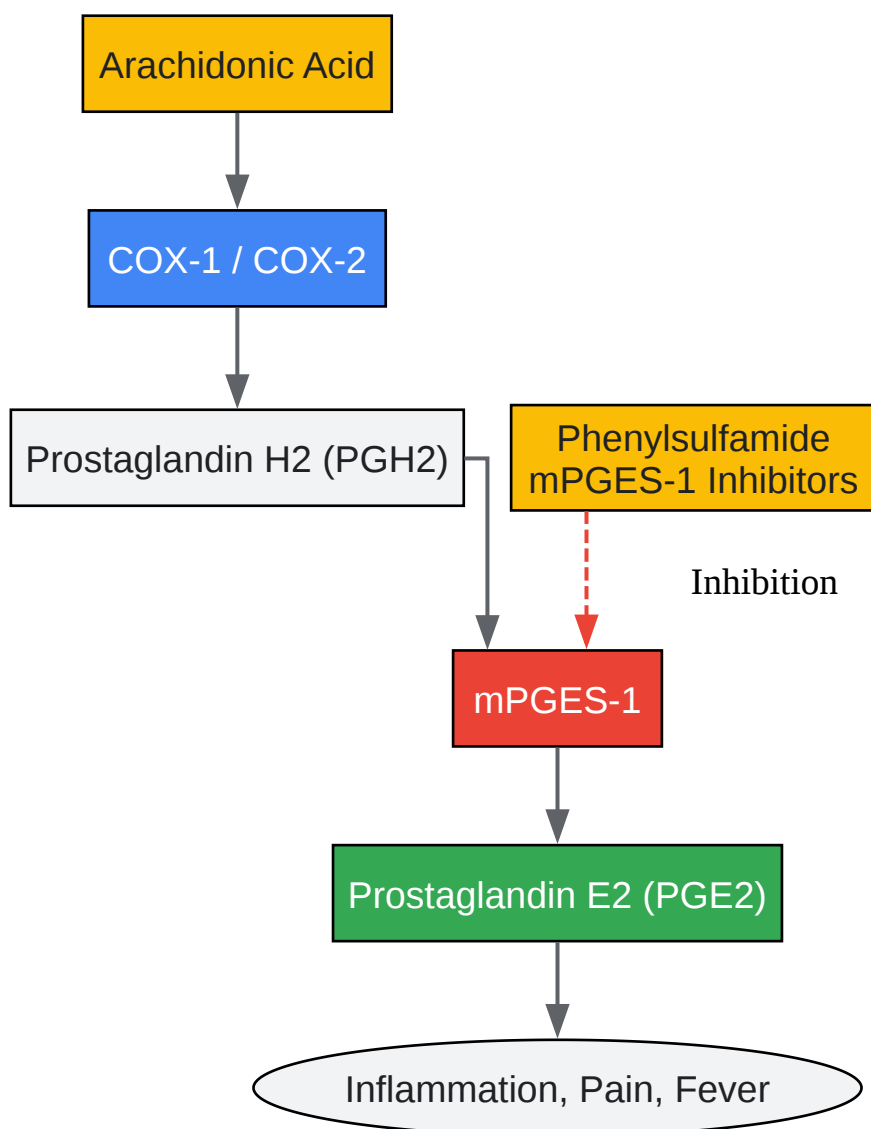 Arachidonic Acid
COX-1 / COX-2
Prostaglandin H2 (PGH2)
Phenylsulfamide
mPGES-1 Inhibitors
Inhibition
mPGES-1
Prostaglandin E2 (PGE2)
Inflammation, Pain, Fever